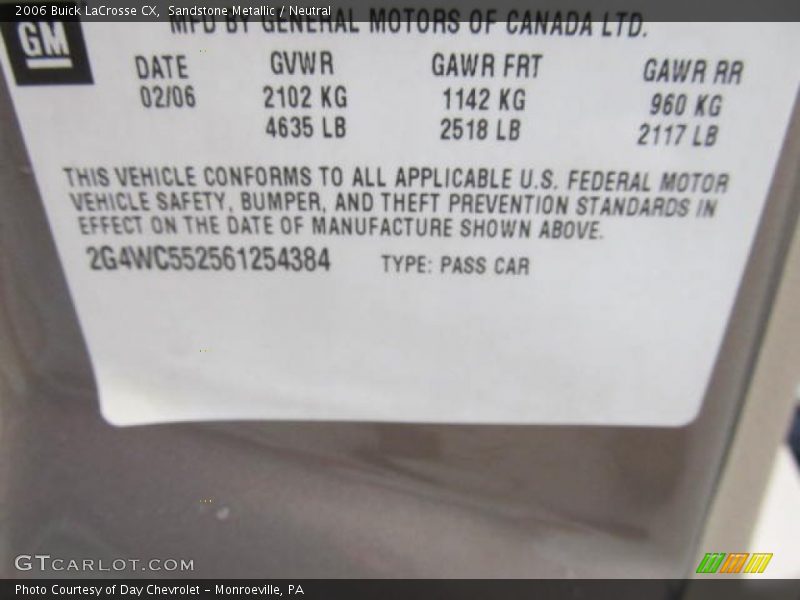 2006 Buick LaCrosse CX, Sandstone Metallic / Neutral
MFD BY GENERAL MOTORS OF CANADA LTD.
GM
DATE GVWR GAWR FRT GAWR RR
02/06 2102 KG 1142 KG 960 KG
4635 LB 2518 LB 2117 LB
THIS VEHICLE CONFORMS TO ALL APPLICABLE U.S. FEDERAL MOTOR
VEHICLE SAFETY, BUMPER, AND THEFT PREVENTION STANDARDS IN
EFFECT ON THE DATE OF MANUFACTURE SHOWN ABOVE.
2G4WC552561254384 TYPE: PASS CAR
GTCARLOT.COM
Photo Courtesy of Day Chevrolet - Monroeville, PA